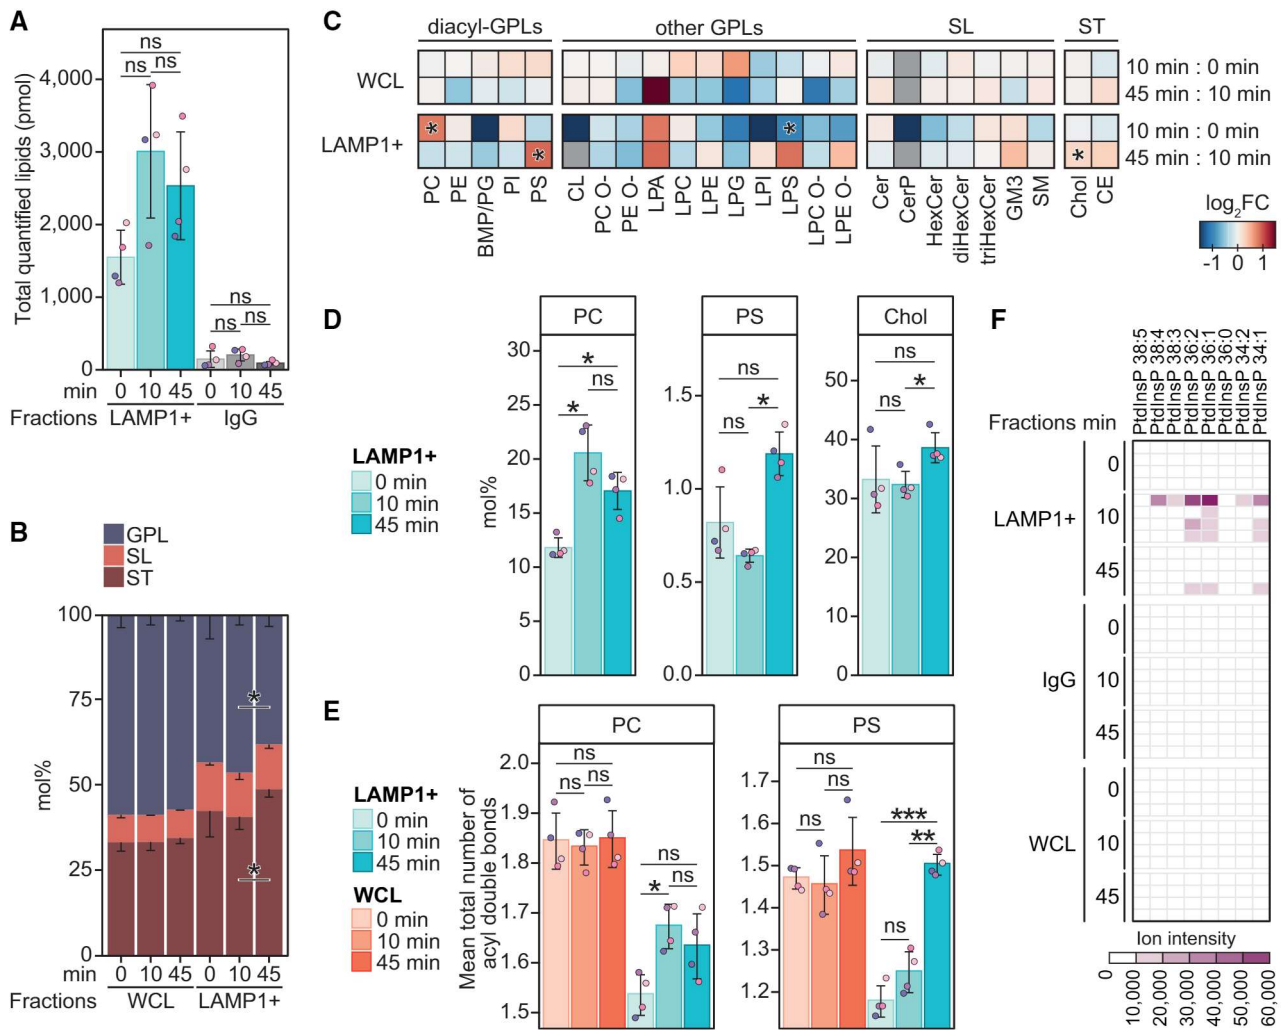 A
Total quantified lipids (pmol)
4,000
3,000
2,000
1,000
0
ns
ns ns
ns
ns ns
min 0 10 45 0 10 45
Fractions LAMP1+ IgG
B
GPL
SL
ST
mol%
100
75
50
25
0
*
*
min 0 10 45 0 10 45
Fractions WCL LAMP1+
C
diacyl-GPLs other GPLs SL ST
WCL
10 min : 0 min
45 min : 10 min
LAMP1+
* *
10 min : 0 min
* *
45 min : 10 min
PC PE BMP/PG PI PS CL PC O- PE O- LPA LPC LPE LPG LPI LPS LPC O- LPE O- Cer CerP HexCer diHexCer triHexCer GM3 SM Chol CE
log2FC
-1 0 1
D
LAMP1+
0 min
10 min
45 min
mol%
PC
30
25
20
15
10
5
0
*
ns
*
PS
1.5
1.0
0.5
0.0
ns
*
ns
Chol
50
40
30
20
10
0
ns
*
ns
E
LAMP1+
0 min
10 min
45 min
WCL
0 min
10 min
45 min
Mean total number of
acyl double bonds
PC
2.0
1.9
1.8
1.7
1.6
1.5
ns
ns ns
ns
* ns
PS
1.7
1.6
1.5
1.4
1.3
1.2
ns
ns
ns
***
**
ns
F
PtdInsP 38:5
PtdInsP 38:4
PtdInsP 38:3
PtdInsP 36:2
PtdInsP 36:1
PtdInsP 36:0
PtdInsP 34:2
PtdInsP 34:1
Fractions min
LAMP1+
0
10
45
IgG
0
10
45
WCL
0
10
45
Ion intensity
0
10,000
20,000
30,000
40,000
50,000
60,000